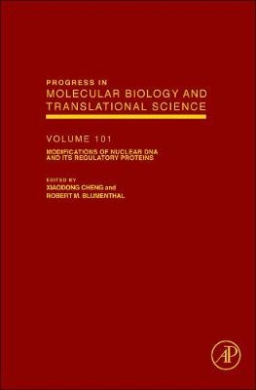 PROGRESS IN
MOLECULAR BIOLOGY AND
TRANSLATIONAL SCIENCE
VOLUME 101
MODIFICATIONS OF NUCLEAR DNA
AND ITS REGULATORY PROTEINS
EDITED BY
XIAODONG CHENG AND
ROBERT M. BLUMENTHAL
AP